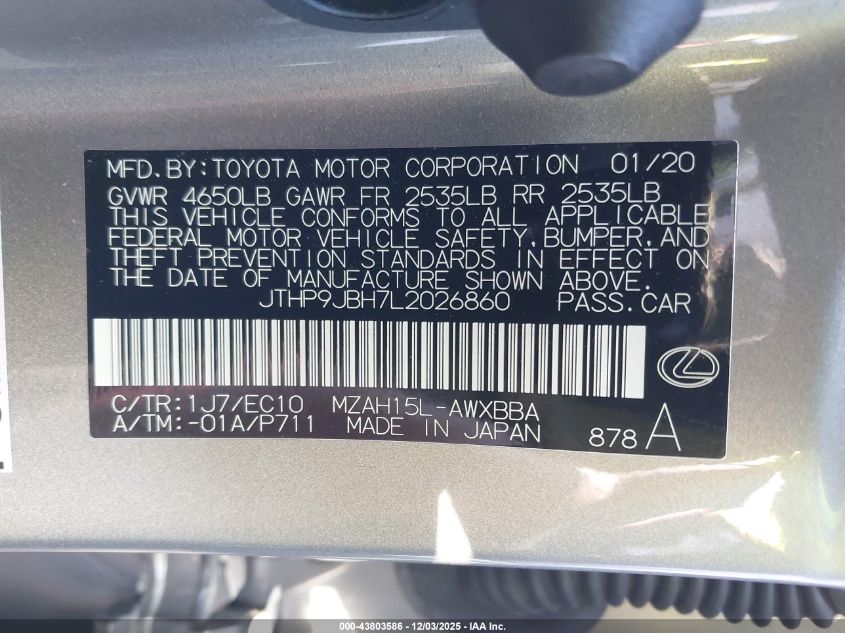 MFD.BY:TOYOTA MOTOR CORPORATION 01/20
GVWR 4650LB GAWR FR 2535LB RR 2535LB
THIS VEHICLE CONFORMS TO ALL APPLICABLE
FEDERAL MOTOR VEHICLE SAFETY,BUMPER,AND
THEFT PREVENTION STANDARDS IN EFFECT ON
THE DATE OF MANUFACTURE SHOWN ABOVE.
JTHP9JBH7L2026860 PASS.CAR
C/TR:1J7/EC10 MZAH15L-AWXBBA
A/TM:-01A/P711 MADE IN JAPAN 878 A
000-43803586 - 12/03/2025 - IAA Inc.